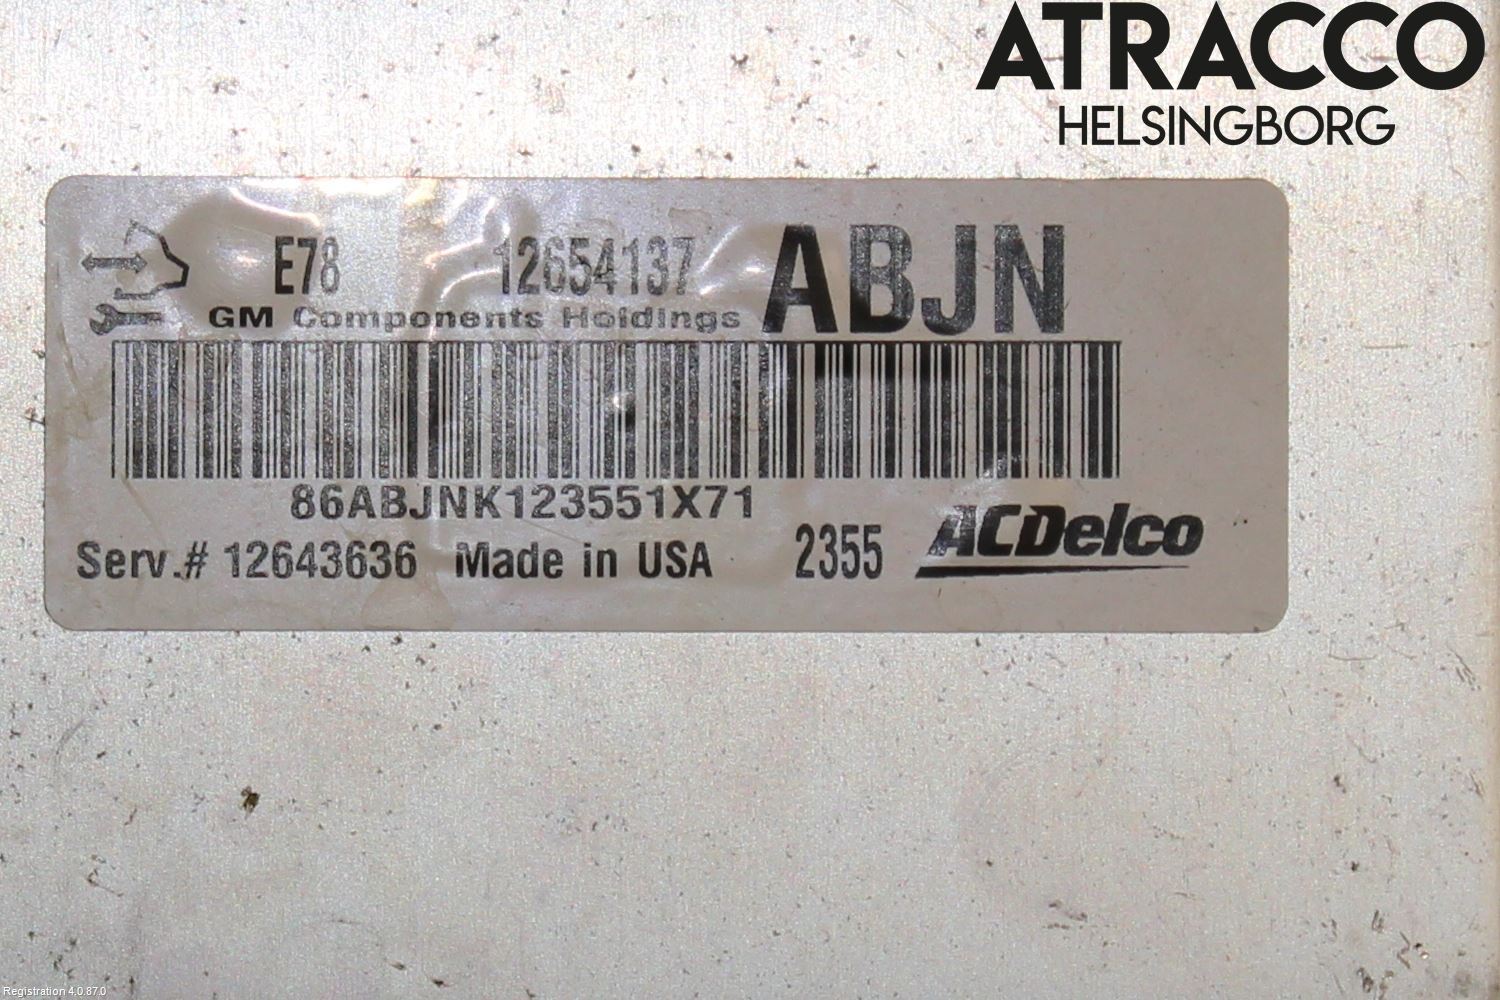 ATRACCO
HELSINGBORG
E78 12654137 ABJN
GM Components Holdings
86ABJNK123551X71
Serv.# 12643636 Made in USA 2355 ACDelco
Registration 4.0.87.0